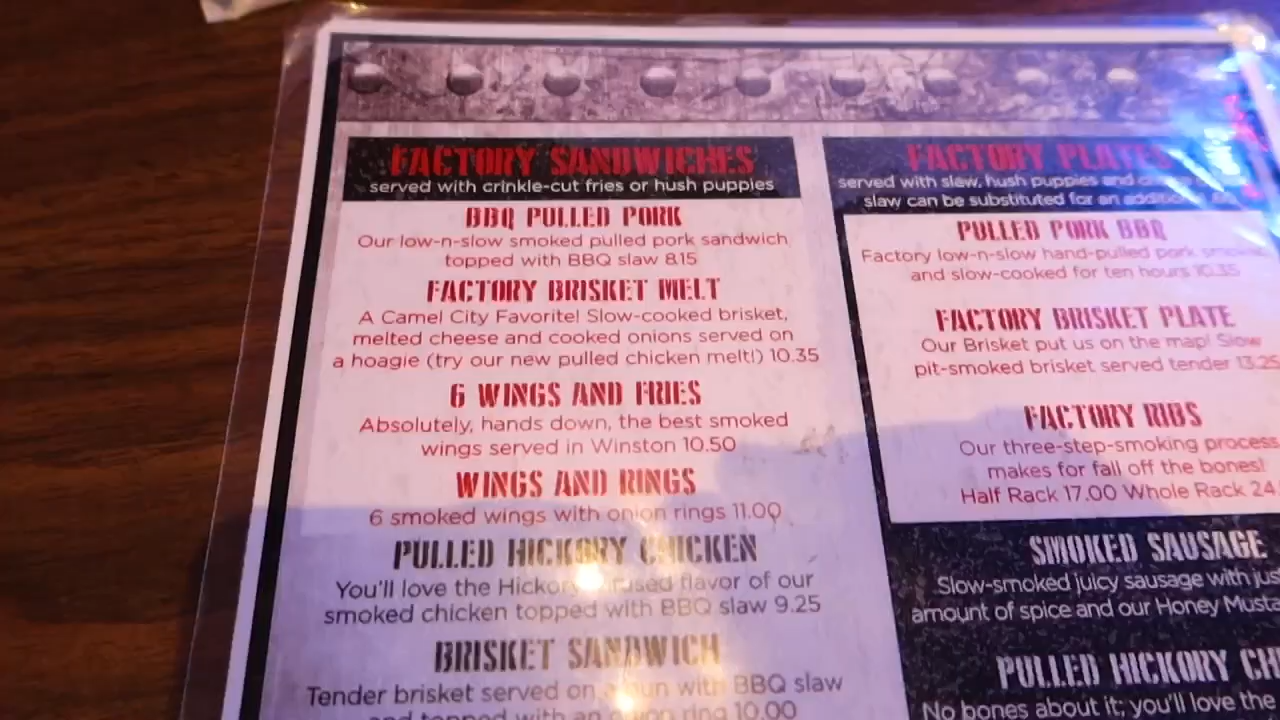 FACTORY SANDWICHES
served with crinkle-cut fries or hush puppies
BBQ PULLED PORK
Our low-n-slow smoked pulled pork sandwich
topped with BBQ slaw 8.15
FACTORY BRISKET MELT
A Camel City Favorite! Slow-cooked brisket,
melted cheese and cooked onions served on
a hoagie (try our new pulled chicken melt!) 10.35
6 WINGS AND FRIES
Absolutely, hands down, the best smoked
wings served in Winston 10.50
WINGS AND RINGS
6 smoked wings with onion rings 11.00
PULLED HICKORY CHICKEN
You'll love the Hickory flavor of our
smoked chicken topped with BBQ slaw 9.25
BRISKET SANDWICH
Tender brisket served on a bun with BBQ slaw
and topped with an onion ring 10.00
FACTORY PLATES
served with slaw, hush puppies and
slaw can be substituted for an
PULLED PORK BBQ
Factory low-n-slow hand-pulled pork
and slow-cooked for ten hours 10.35
FACTORY BRISKET PLATE
Our Brisket put us on the map! Slow
pit-smoked brisket served tender 13.25
FACTORY RIBS
Our three-step-smoking process
makes for fall off the bones!
Half Rack 17.00 Whole Rack 24.
SMOKED SAUSAGE
Slow-smoked juicy sausage with
amount of spice and our Honey
PULLED HICKORY
No bones about it; you'll love the